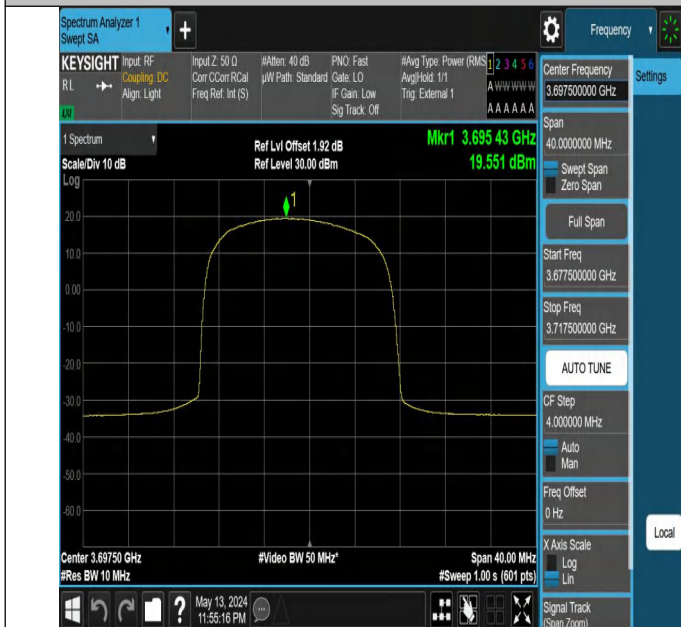 Spectrum Analyzer 1
Swept SA
Frequency
KEYSIGHT
RL
Input: RF
Coupling: DC
Align: Light
Input Z: 50 Ω
Corr CCorr RCal
Freq Ref: Int (S)
#Atten: 40 dB
µW Path: Standard
PNO: Fast
Gate: LO
IF Gain: Low
Sig Track: Off
#Avg Type: Power (RMS
Avg|Hold: 1/1
Trig: External 1
1 2 3 4 5 6
A W W W W W
A A A A A A
1 Spectrum
Scale/Div 10 dB
Log
Ref Lvl Offset 1.92 dB
Ref Level 30.00 dBm
Mkr1 3.695 43 GHz
19.551 dBm
1
20.0
10.0
0.00
-10.0
-20.0
-30.0
-40.0
-50.0
-60.0
Center 3.69750 GHz
#Res BW 10 MHz
#Video BW 50 MHz*
Span 40.00 MHz
#Sweep 1.00 s (601 pts)
Center Frequency
3.697500000 GHz
Settings
Span
40.0000000 MHz
Swept Span
Zero Span
Full Span
Start Freq
3.677500000 GHz
Stop Freq
3.717500000 GHz
AUTO TUNE
CF Step
4.000000 MHz
Auto
Man
Freq Offset
0 Hz
X Axis Scale
Log
Lin
Local
Signal Track
(Span Zoom)
?
May 13, 2024
11:55:16 PM